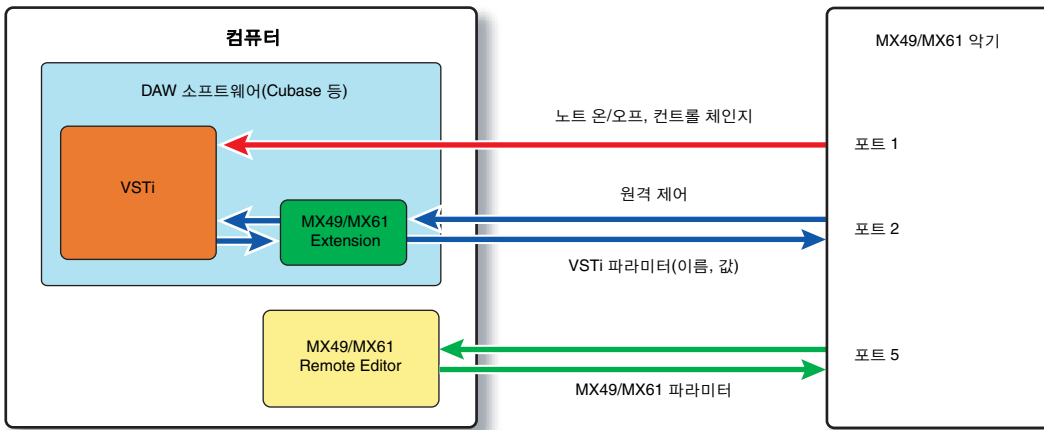 컴퓨터
MX49/MX61 악기
DAW 소프트웨어(Cubase 등)
노트 온/오프, 컨트롤 체인지
포트 1
VSTi
원격 제어
MX49/MX61
Extension
포트 2
VSTi 파라미터(이름, 값)
MX49/MX61
Remote Editor
포트 5
MX49/MX61 파라미터